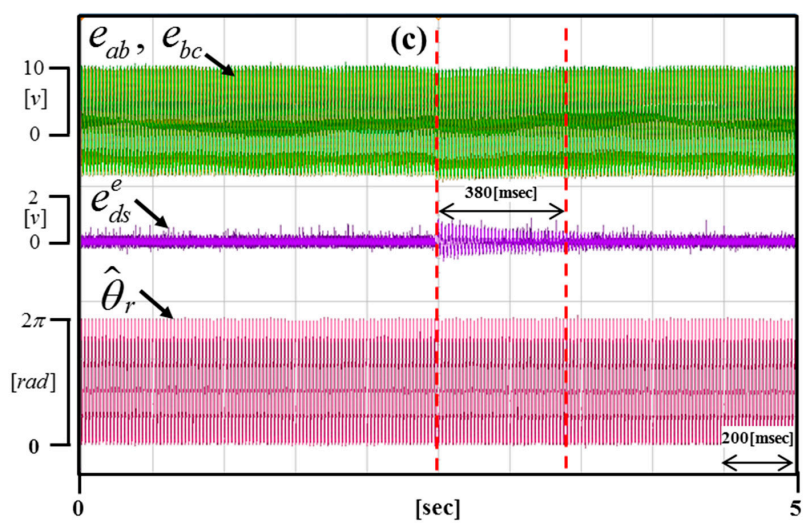 e_ab, e_bc
(c)
10
[v]
0
380[msec]
2
[v]
0
e^e_ds
θ̂_r
2π
[rad]
0
200[msec]
0
[sec]
5